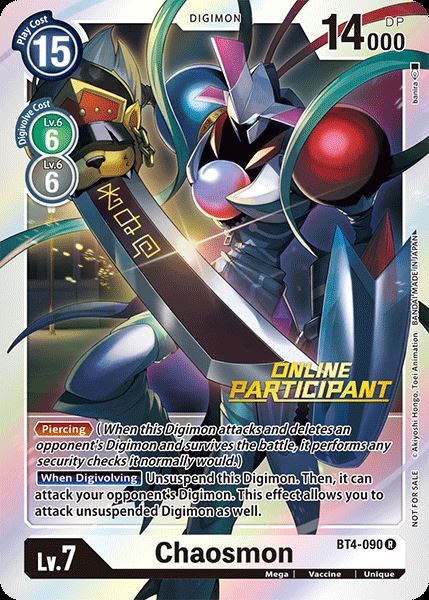 DIGIMON
Play Cost
15
DP
14000
Digivolve Cost
Lv.6
6
Lv.6
6
banira
© Akiyoshi Hongo, Toei Animation BANDAI MADE IN JAPAN
NOT FOR SALE
ONLINE
PARTICIPANT
Piercing (When this Digimon attacks and deletes an
opponent's Digimon and survives the battle, it performs any
security checks it normally would.)
When Digivolving Unsuspend this Digimon. Then, it can
attack your opponent's Digimon. This effect allows you to
attack unsuspended Digimon as well.
Lv.7
Chaosmon
BT4-090 R
Mega | Vaccine | Unique